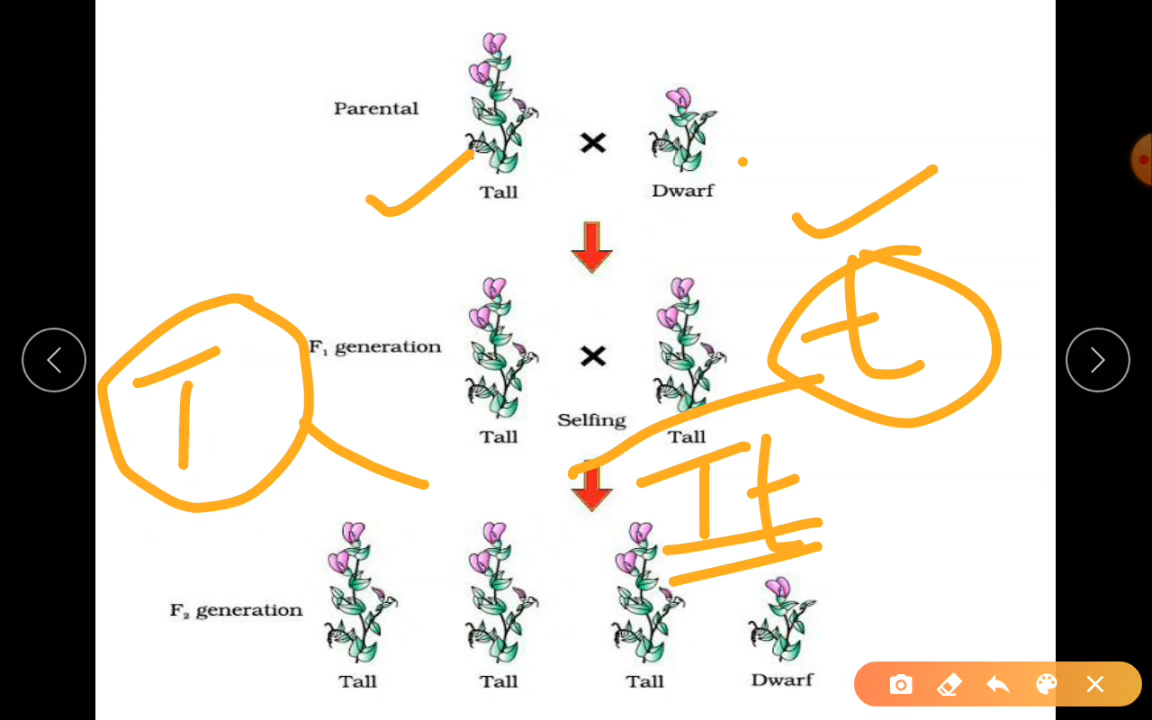 Parental
×
Tall
Dwarf
T
F₁ generation
×
t
Selfing
Tall
Tall
Tt
F₂ generation
Tall
Tall
Tall
Dwarf